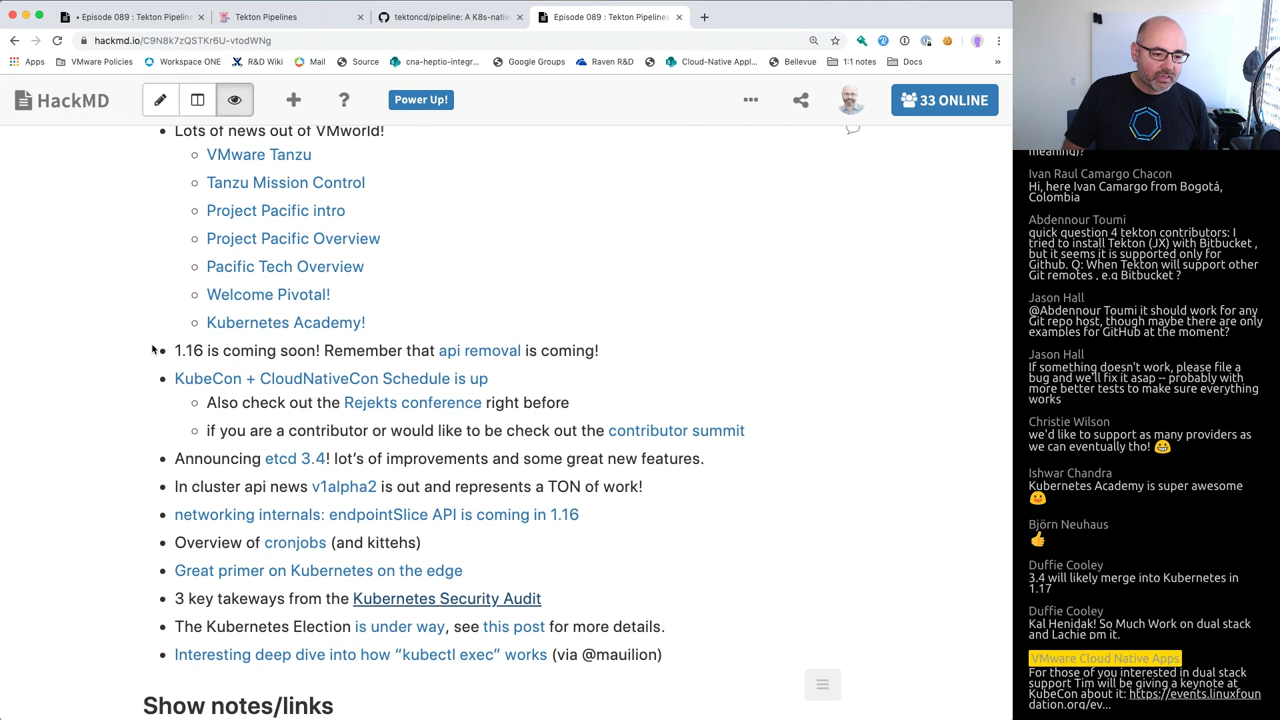 • Episode 089 : Tekton Pipeline
Tekton Pipelines
tektoncd/pipeline: A K8s-nativ
Episode 089 : Tekton Pipelines
hackmd.io/C9N8k7zQSTKr6U-vtodWNg
Apps
VMware Policies
Workspace ONE
R&D Wiki
Mail
Source
cna-heptio-integr...
Google Groups
Raven R&D
Cloud-Native Appl...
Bellevue
1:1 notes
Docs
HackMD
Power Up!
33 ONLINE
• Lots of news out of VMworld!
VMware Tanzu
Tanzu Mission Control
Project Pacific intro
Project Pacific Overview
Pacific Tech Overview
Welcome Pivotal!
Kubernetes Academy!
• 1.16 is coming soon! Remember that api removal is coming!
• KubeCon + CloudNativeCon Schedule is up
Also check out the Rejekts conference right before
if you are a contributor or would like to be check out the contributor summit
• Announcing etcd 3.4! lot’s of improvements and some great new features.
• In cluster api news v1alpha2 is out and represents a TON of work!
• networking internals: endpointSlice API is coming in 1.16
• Overview of cronjobs (and kittehs)
• Great primer on Kubernetes on the edge
• 3 key takeways from the Kubernetes Security Audit
• The Kubernetes Election is under way, see this post for more details.
• Interesting deep dive into how “kubectl exec” works (via @mauilion)
Show notes/links
meaning)?
Ivan Raul Camargo Chacon
Hi, here Ivan Camargo from Bogotá,
Colombia
Abdennour Toumi
quick question 4 tekton contributors: I
tried to install Tekton (JX) with Bitbucket ,
but it seems it is supported only for
Github. Q: When Tekton will support other
Git remotes , e.g Bitbucket ?
Jason Hall
@Abdennour Toumi it should work for any
Git repo host, though maybe there are only
examples for GitHub at the moment?
Jason Hall
If something doesn't work, please file a
bug and we'll fix it asap -- probably with
more better tests to make sure everything
works
Christie Wilson
we'd like to support as many providers as
we can eventually tho! 😁
Ishwar Chandra
Kubernetes Academy is super awesome
😃
Björn Neuhaus
👍
Duffie Cooley
3.4 will likely merge into Kubernetes in
1.17
Duffie Cooley
Kal Henidak! So Much Work on dual stack
and Lachie pm it.
VMware Cloud Native Apps
For those of you interested in dual stack
support Tim will be giving a keynote at
KubeCon about it: https://events.linuxfoun
dation.org/ev...